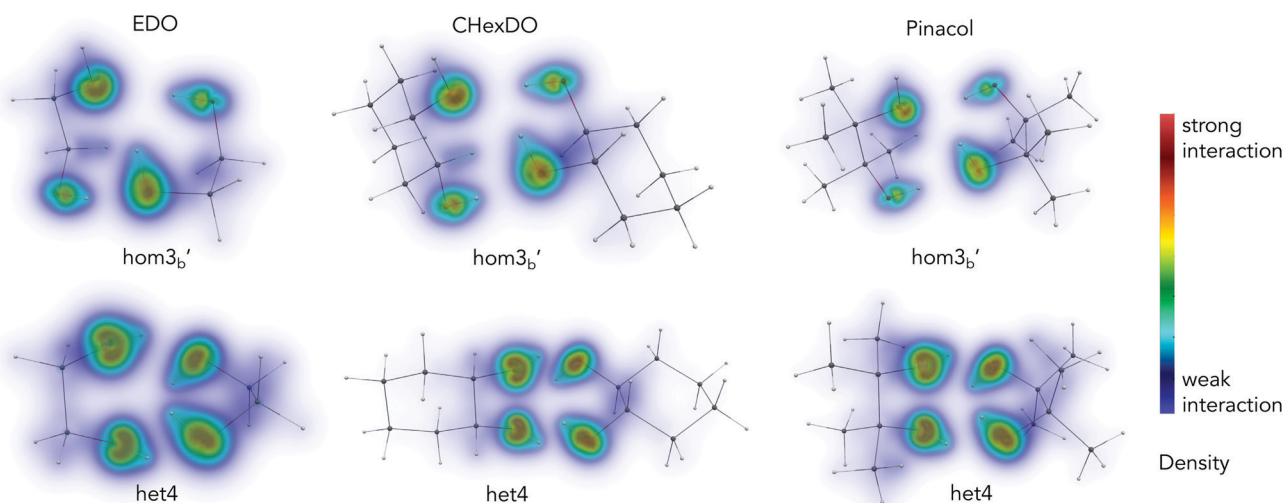 EDO
CHexDO
Pinacol
hom3b′
hom3b′
hom3b′
strong
interaction
weak
interaction
Density
het4
het4
het4